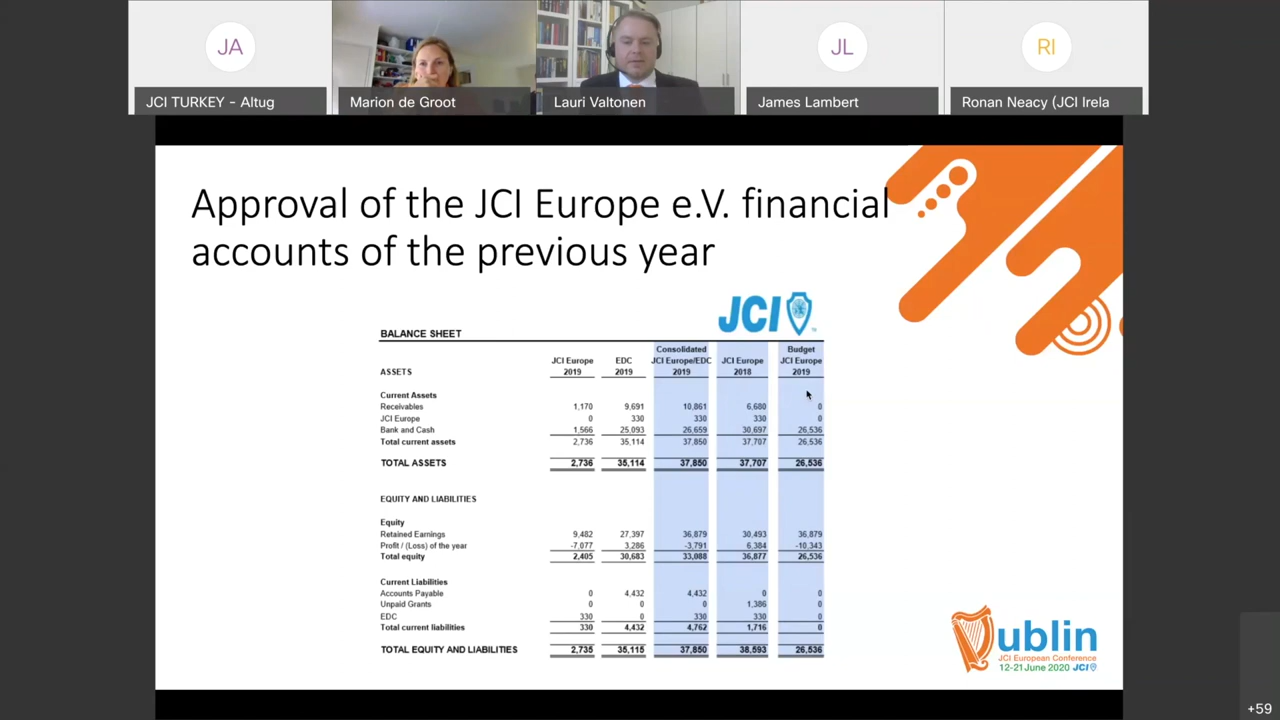 JA
JL
RI
JCI TURKEY - Altug
Marion de Groot
Lauri Valtonen
James Lambert
Ronan Neacy (JCI Irela
Approval of the JCI Europe e.V. financial
accounts of the previous year
JCI
BALANCE SHEET
Consolidated Budget
JCI Europe EDC JCI Europe/EDC JCI Europe JCI Europe
ASSETS 2019 2019 2019 2018 2019
Current Assets
Receivables 1,170 9,691 10,861 6,680 0
JCI Europe 0 330 330 330 0
Bank and Cash 1,566 25,093 26,659 30,697 26,536
Total current assets 2,736 35,114 37,850 37,707 26,536
TOTAL ASSETS 2,736 35,114 37,850 37,707 26,536
EQUITY AND LIABILITIES
Equity
Retained Earnings 9,482 27,397 36,879 30,493 36,879
Profit / (Loss) of the year -7,077 3,286 -3,791 6,384 -10,343
Total equity 2,405 30,683 33,088 36,877 26,536
Current Liabilities
Accounts Payable 0 4,432 4,432 0 0
Unpaid Grants 0 0 0 1,386 0
EDC 330 0 330 330 0
Total current liabilities 330 4,432 4,762 1,716 0
TOTAL EQUITY AND LIABILITIES 2,735 35,115 37,850 38,593 26,536
ublin
JCI European Conference
12-21 June 2020 JCI
+59